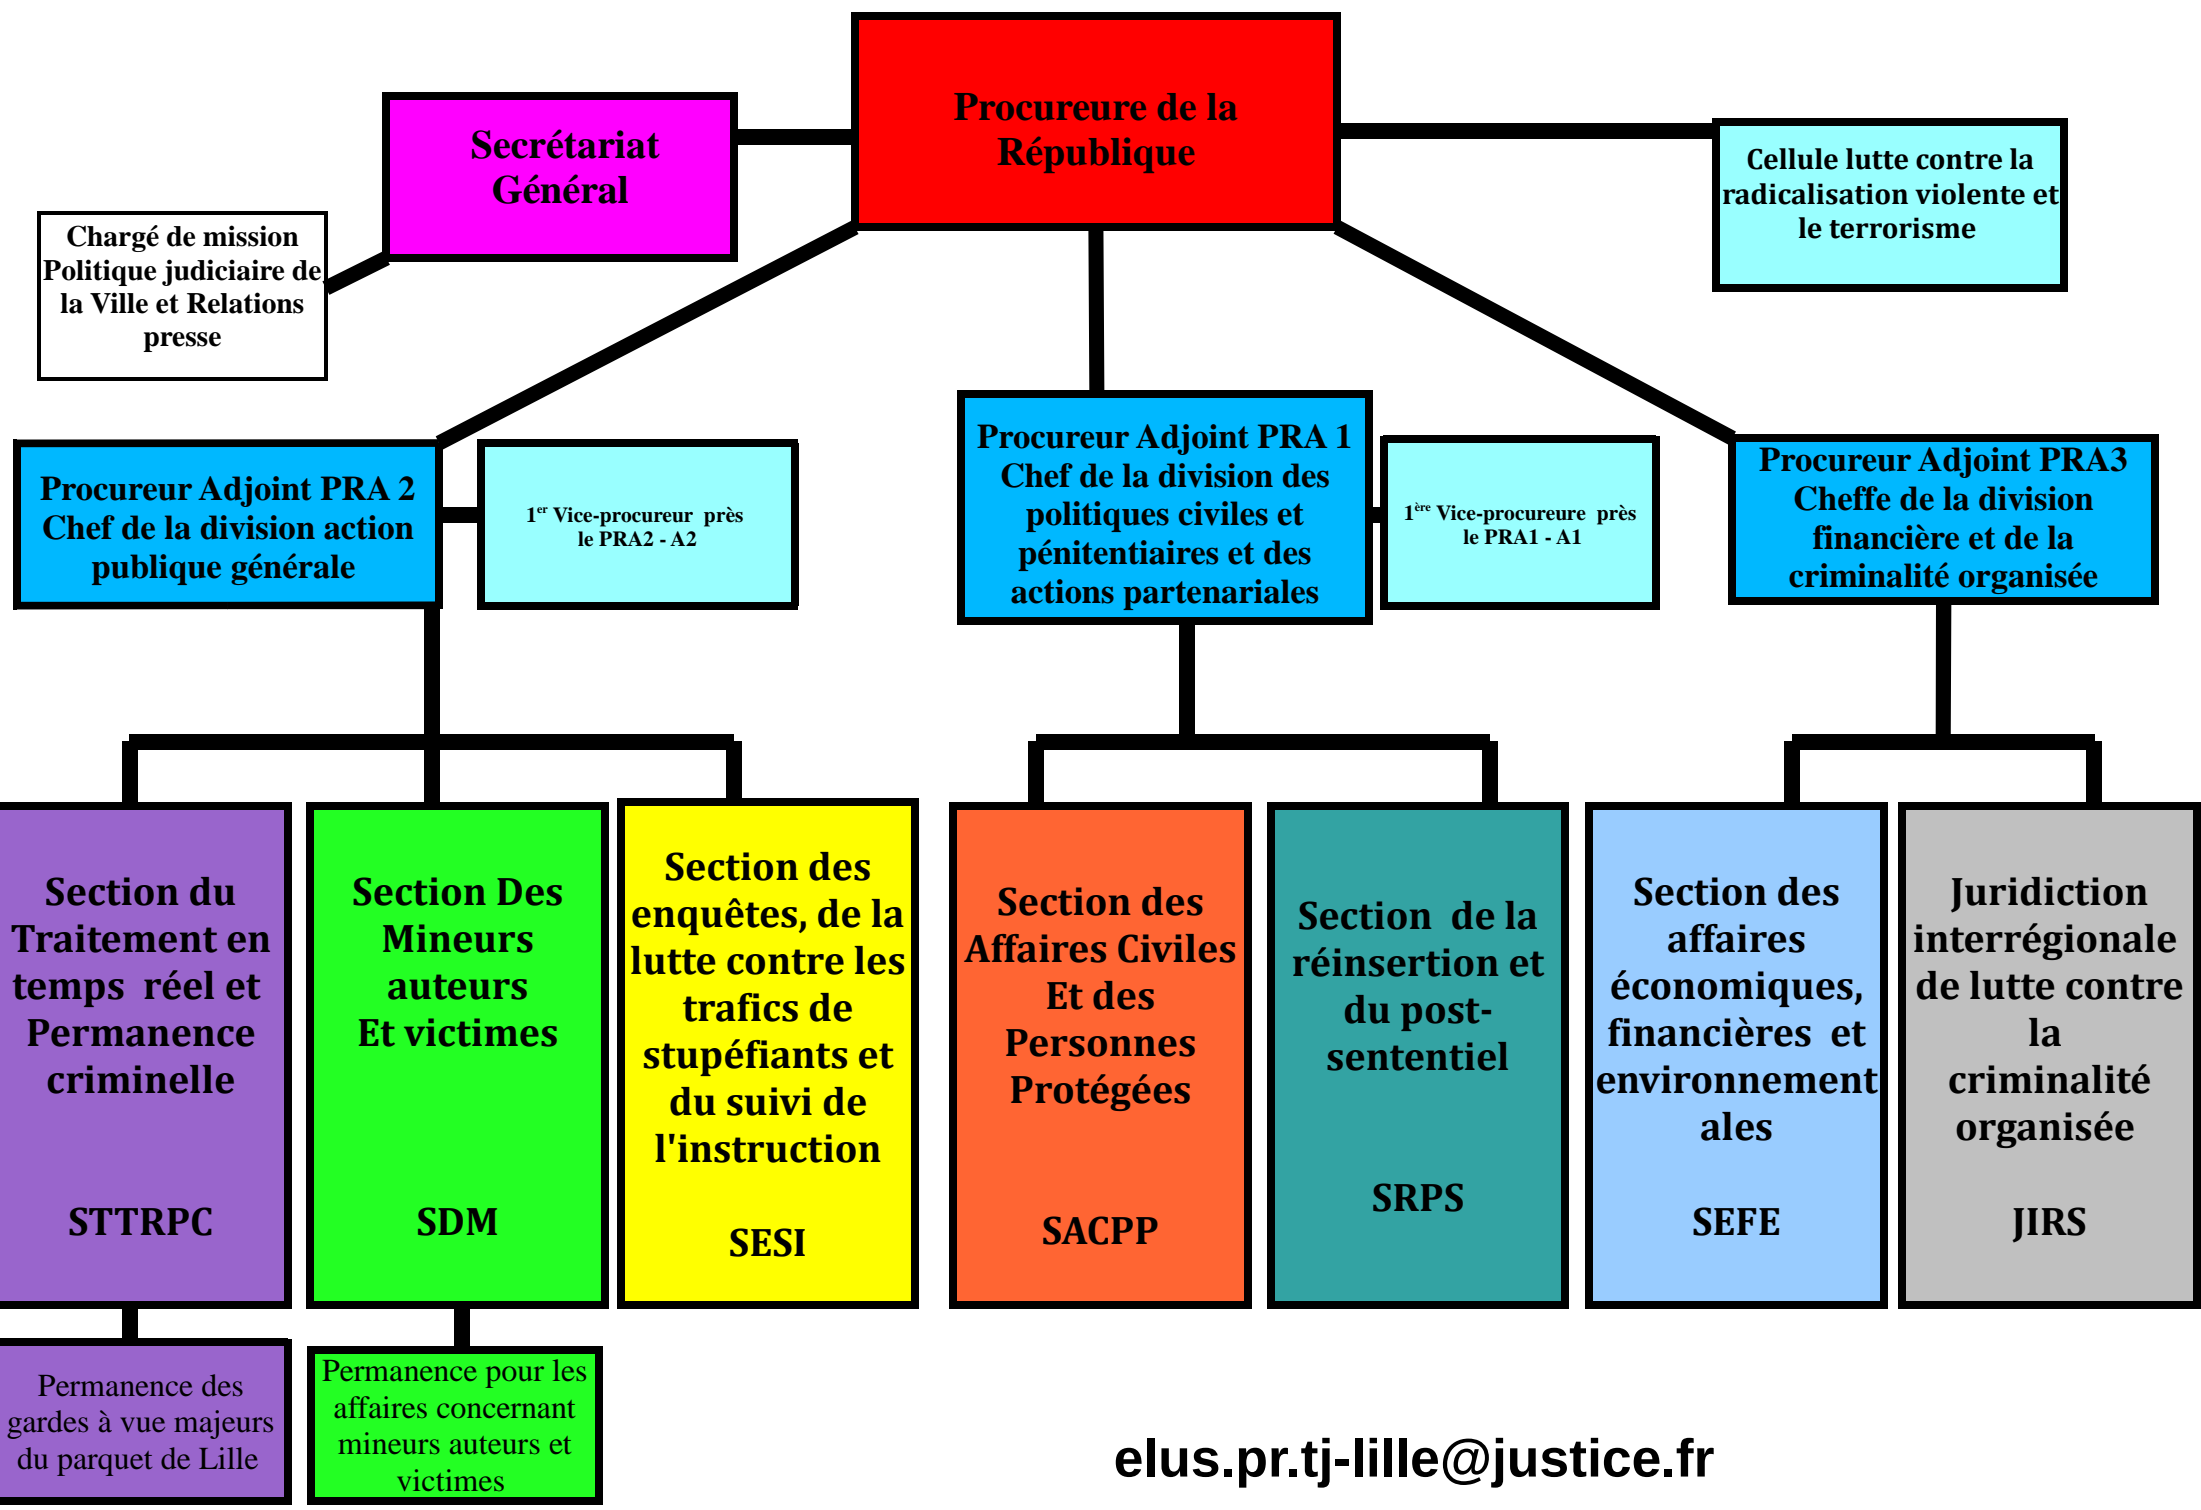 Procureure de la
République
Secrétariat
Général
Cellule lutte contre la
radicalisation violente et
le terrorisme
Chargé de mission
Politique judiciaire de
la Ville et Relations
presse
Procureur Adjoint PRA 2
Chef de la division action
publique générale
1er Vice-procureur près
le PRA2 - A2
Procureur Adjoint PRA 1
Chef de la division des
politiques civiles et
pénitentiaires et des
actions partenariales
1ère Vice-procureure près
le PRA1 - A1
Procureur Adjoint PRA3
Cheffe de la division
financière et de la
criminalité organisée
Section du
Traitement en
temps réel et
Permanence
criminelle
STTRPC
Section Des
Mineurs
auteurs
Et victimes
SDM
Section des
enquêtes, de la
lutte contre les
trafics de
stupéfiants et
du suivi de
l'instruction
SESI
Section des
Affaires Civiles
Et des
Personnes
Protégées
SACPP
Section de la
réinsertion et
du post-
sententiel
SRPS
Section des
affaires
économiques,
financières et
environnement
ales
SEFE
Juridiction
interrégionale
de lutte contre
la
criminalité
organisée
JIRS
Permanence des
gardes à vue majeurs
du parquet de Lille
Permanence pour les
affaires concernant
mineurs auteurs et
victimes
elus.pr.tj-lille@justice.fr